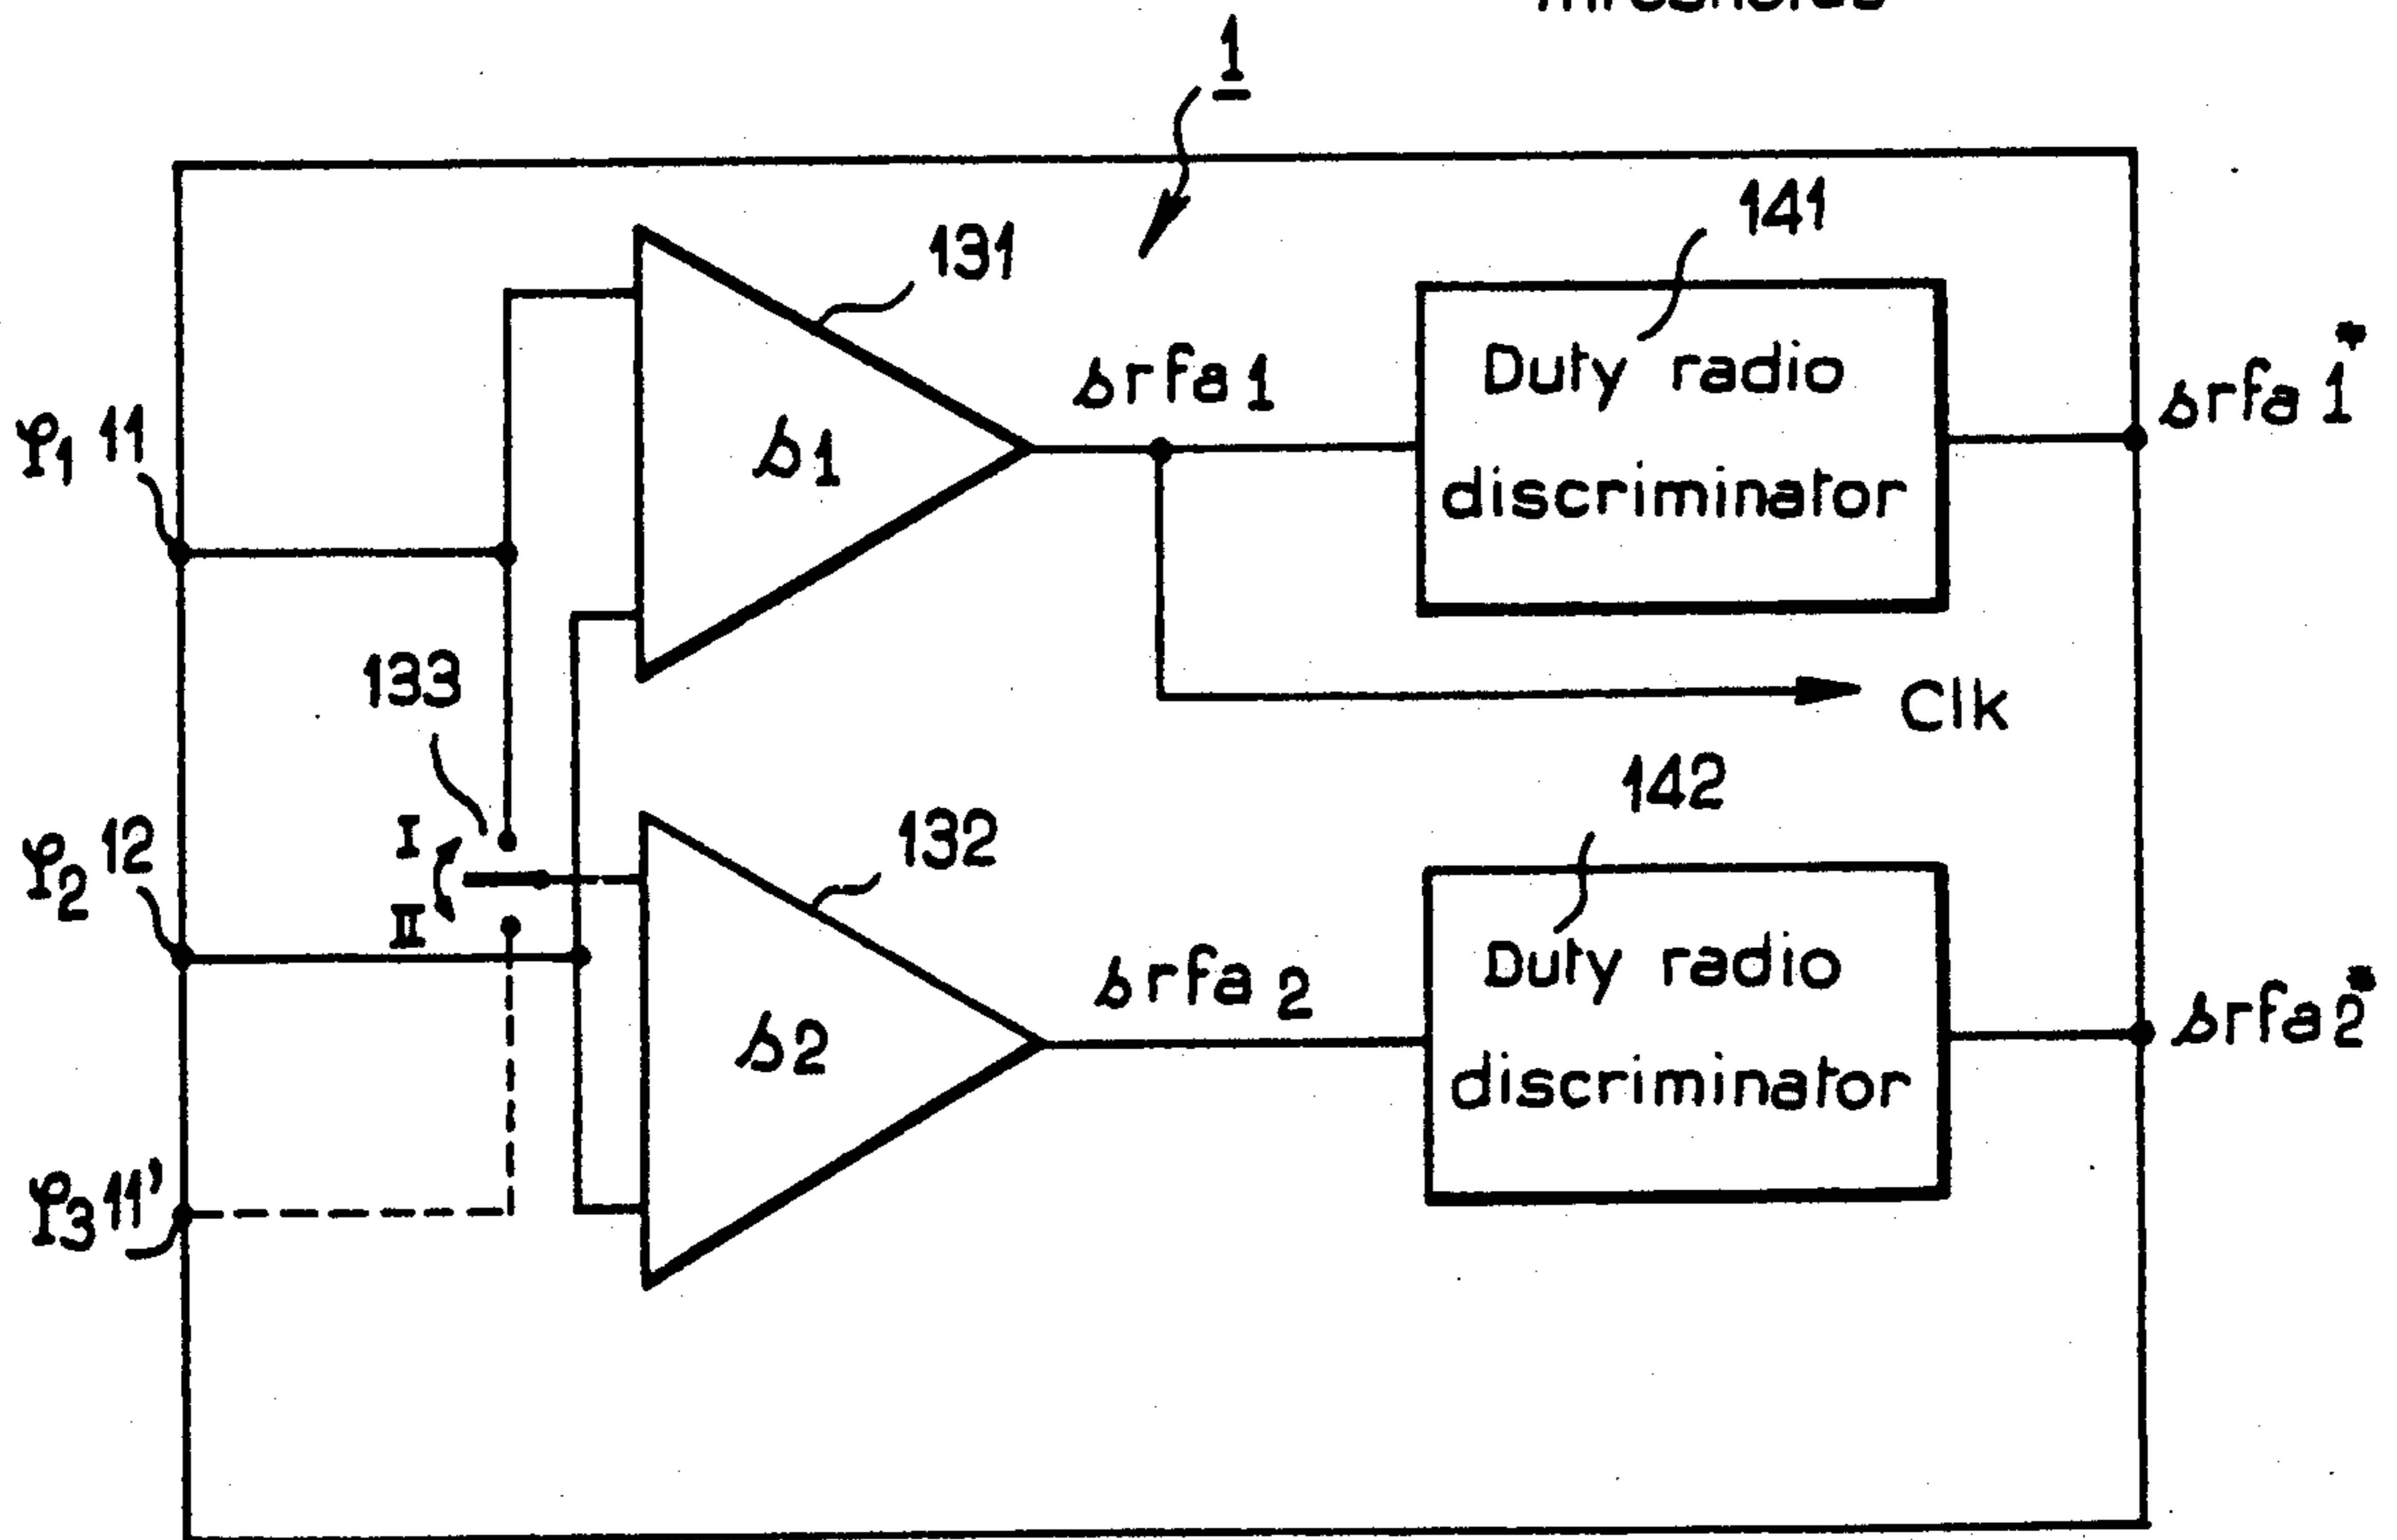 1
141
131
Duty radio
discriminator
srfa 1
srfa 1*
s1
φ1 11
133
Clk
142
132
I
II
φ2 12
Duty radio
discriminator
srfa 2
srfa 2*
s2
φ3 11'